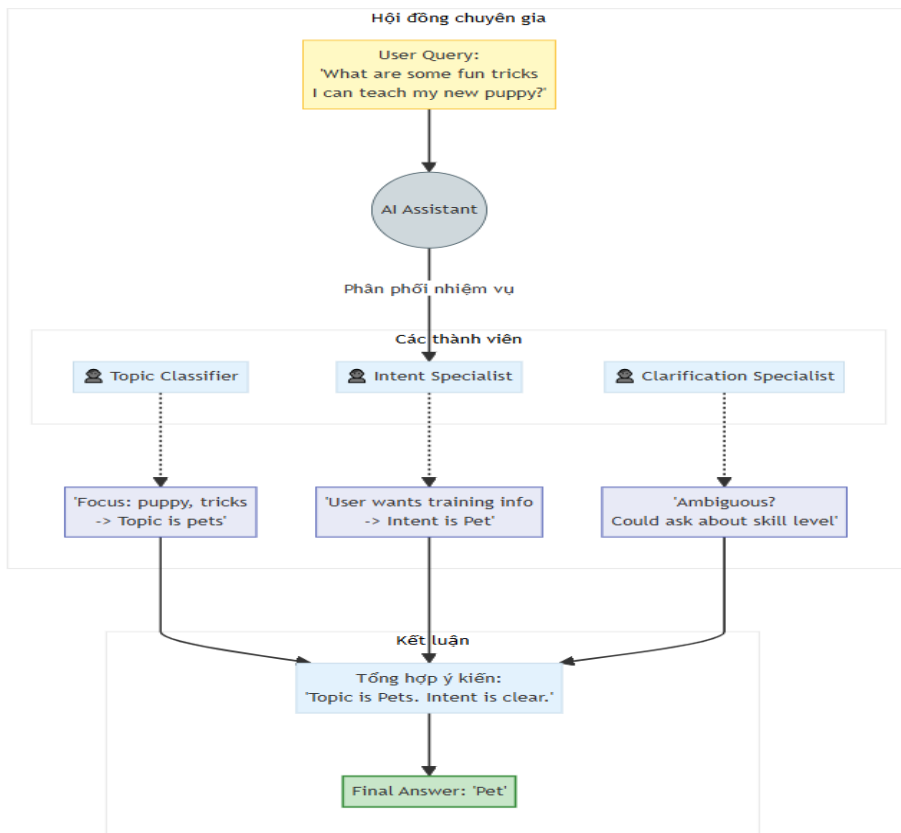 Hội đồng chuyên gia
User Query:
'What are some fun tricks
I can teach my new puppy?'
AI Assistant
Phân phối nhiệm vụ
Các thành viên
Topic Classifier
Intent Specialist
Clarification Specialist
'Focus: puppy, tricks
-> Topic is pets'
'User wants training info
-> Intent is Pet'
'Ambiguous?
Could ask about skill level'
Kết luận
Tổng hợp ý kiến:
'Topic is Pets. Intent is clear.'
Final Answer: 'Pet'